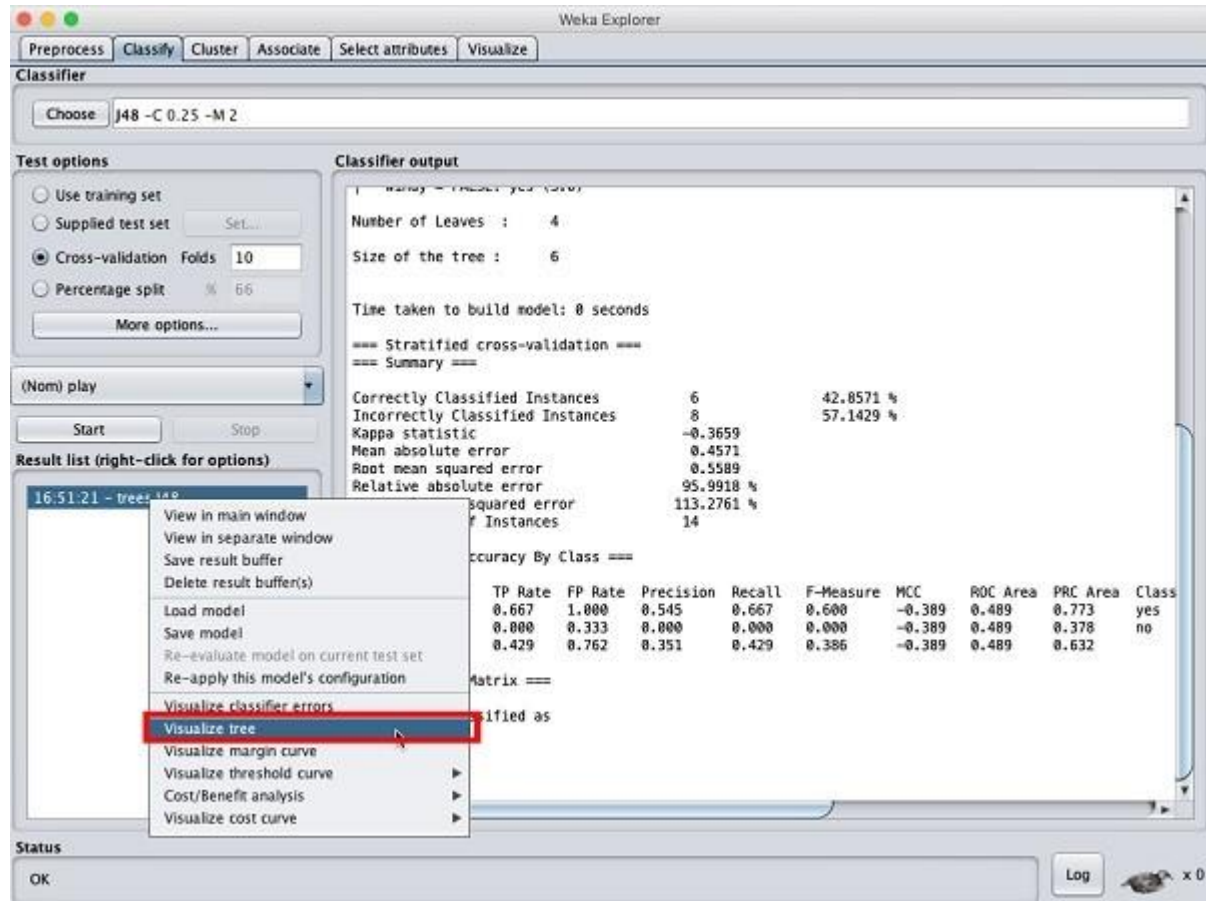 Weka Explorer
Preprocess Classify Cluster Associate Select attributes Visualize
Classifier
Choose J48 -C 0.25 -M 2
Test options
Use training set
Supplied test set Set...
Cross-validation Folds 10
Percentage split % 66
More options...
(Nom) play
Start Stop
Result list (right-click for options)
16:51:21 - trees.J48
Classifier output
| windy = FALSE: yes (3.0)
Number of Leaves : 4
Size of the tree : 6
Time taken to build model: 0 seconds
=== Stratified cross-validation ===
=== Summary ===
Correctly Classified Instances 6 42.8571 %
Incorrectly Classified Instances 8 57.1429 %
Kappa statistic -0.3659
Mean absolute error 0.4571
Root mean squared error 0.5589
Relative absolute error 95.9918 %
squared error 113.2761 %
Instances 14
ccuracy By Class ===
TP Rate FP Rate Precision Recall F-Measure MCC ROC Area PRC Area Class
0.667 1.000 0.545 0.667 0.600 -0.389 0.489 0.773 yes
0.000 0.333 0.000 0.000 0.000 -0.389 0.489 0.378 no
0.429 0.762 0.351 0.429 0.386 -0.389 0.489 0.632
Matrix ===
sified as
View in main window
View in separate window
Save result buffer
Delete result buffer(s)
Load model
Save model
Re-evaluate model on current test set
Re-apply this model's configuration
Visualize classifier errors
Visualize tree
Visualize margin curve
Visualize threshold curve
Cost/Benefit analysis
Visualize cost curve
Status
OK
Log x 0